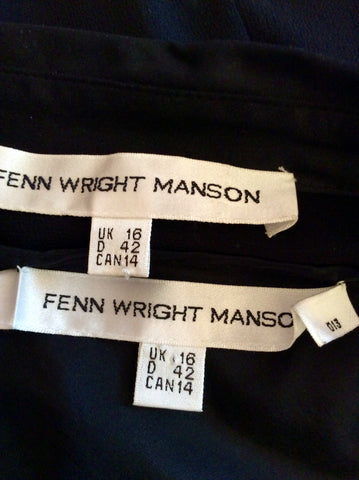 FENN WRIGHT MANSON
UK 16
D 42
CAN 14
FENN WRIGHT MANSO
013
UK 16
D 42
CAN 14